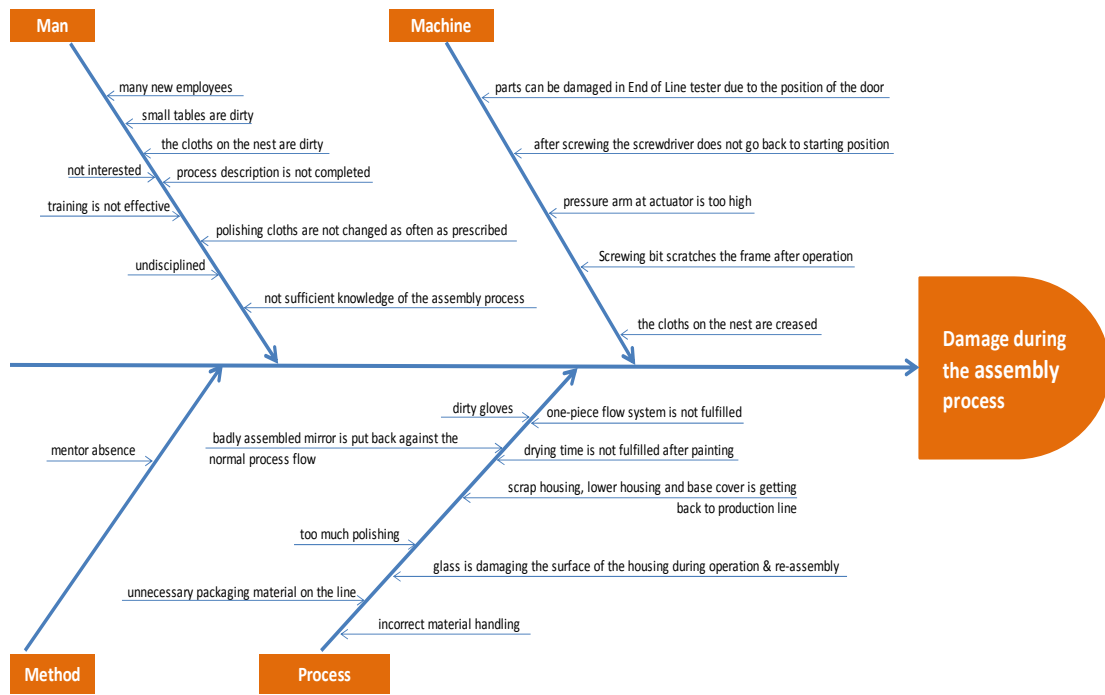 Man
Machine
many new employees
small tables are dirty
the cloths on the nest are dirty
not interested
process description is not completed
training is not effective
polishing cloths are not changed as often as prescribed
undisciplined
not sufficient knowledge of the assembly process
parts can be damaged in End of Line tester due to the position of the door
after screwing the screwdriver does not go back to starting position
pressure arm at actuator is too high
Screwing bit scratches the frame after operation
the cloths on the nest are creased
Damage during
the assembly
process
mentor absence
dirty gloves
one-piece flow system is not fulfilled
badly assembled mirror is put back against the
normal process flow
drying time is not fulfilled after painting
scrap housing, lower housing and base cover is getting
back to production line
too much polishing
glass is damaging the surface of the housing during operation & re-assembly
unnecessary packaging material on the line
incorrect material handling
Method
Process